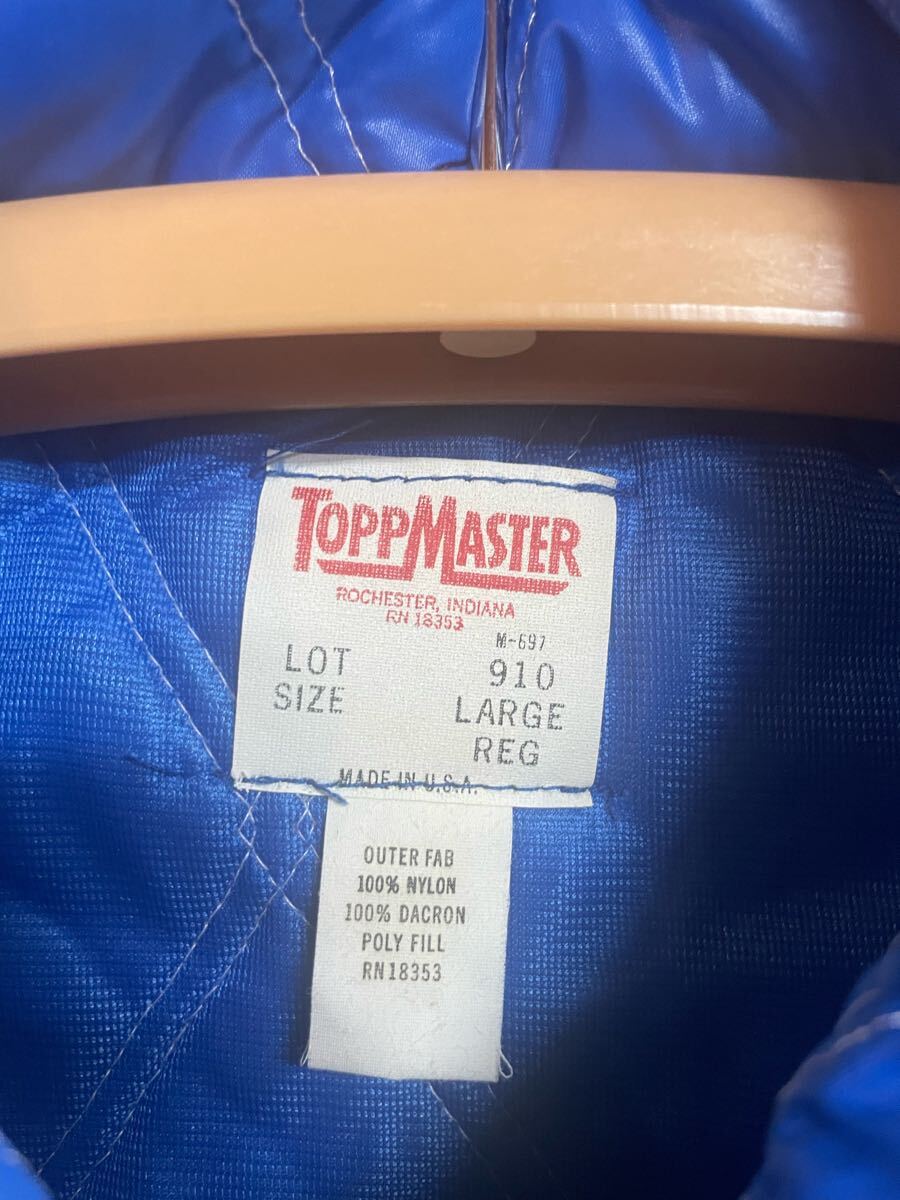 TOPPMASTER
ROCHESTER, INDIANA
RN 18353
M-697
LOT 910
SIZE LARGE
REG
MADE IN U.S.A.
OUTER FAB
100% NYLON
100% DACRON
POLY FILL
RN18353